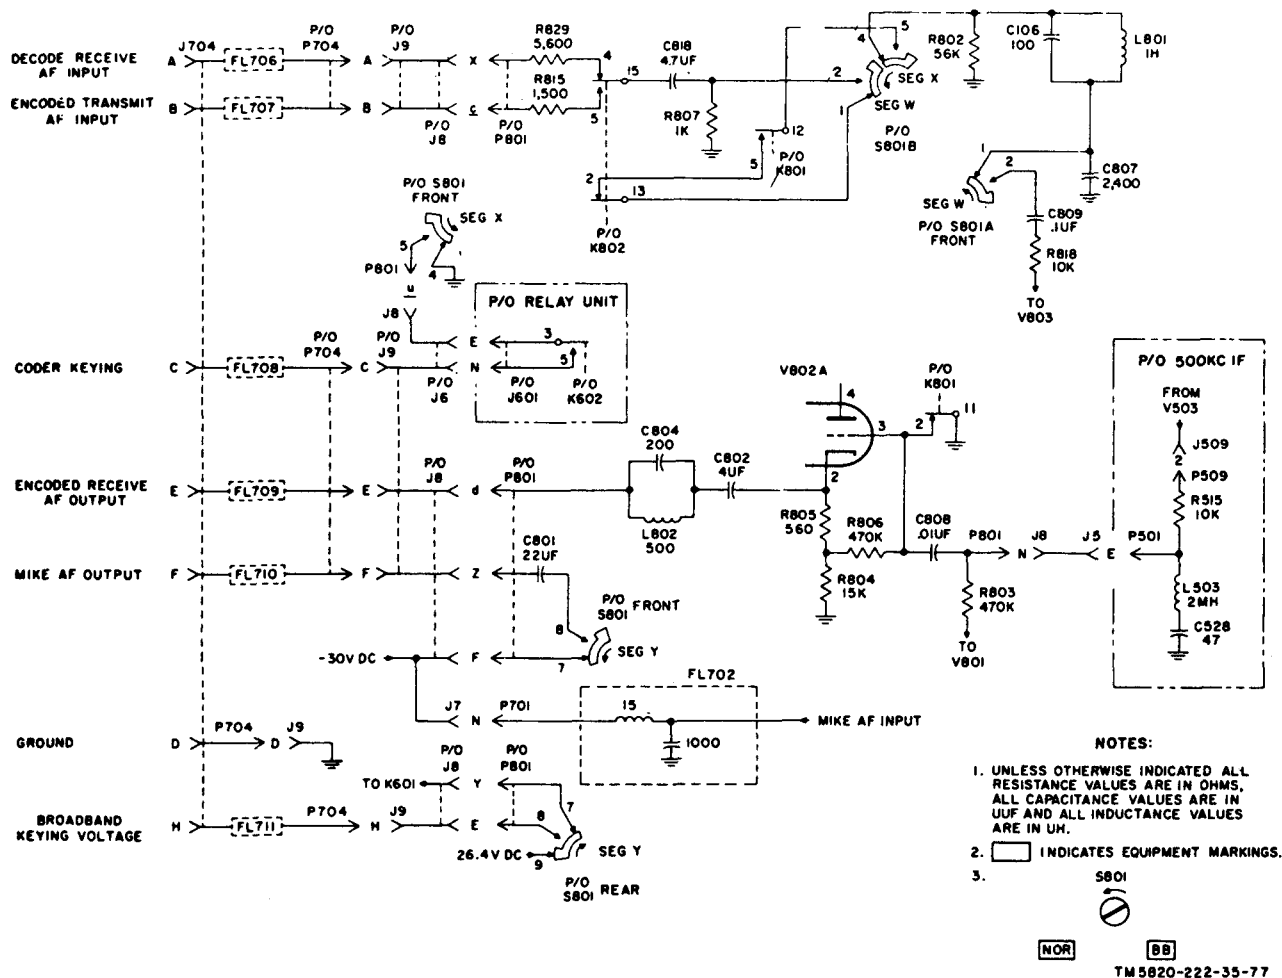 DECODE RECEIVE
AF INPUT
J704
A
FL706
P/O
P704
A
P/O
J9
X
R829
5,600
4
15
C818
4.7UF
R807
1K
2
1
4
5
SEG X
SEG W
P/O
S801B
R802
56K
C106
100
L801
1H
ENCODED TRANSMIT
AF INPUT
B
FL707
B
P/O
J8
c
P/O
P801
R815
1,500
5
2
13
P/O
K802
12
5
P/O
K801
1
2
SEG W
P/O S801A
FRONT
C807
2,400
C809
.1UF
R818
10K
TO
V803
P/O S801
FRONT
SEG X
5
4
P801
u
J8
P/O RELAY UNIT
E
3
5
CODER KEYING
C
FL708
P/O
P704
C
P/O
J9
P/O
J6
N
P/O
J601
P/O
K602
V802A
4
3
2
P/O
K801
2
11
P/O 500KC IF
FROM
V503
J509
2
P509
R515
10K
P501
L503
2MH
C528
47
ENCODED RECEIVE
AF OUTPUT
E
FL709
E
P/O
J8
d
P/O
P801
C804
200
L802
500
C802
4UF
R805
560
R806
470K
C808
.01UF
R804
15K
P801
N
J8
J5
E
R803
470K
TO
V801
MIKE AF OUTPUT
F
FL710
F
Z
C801
22UF
P/O
S801 FRONT
8
SEG Y
7
-30V DC
F
J7
N
P701
FL702
15
1000
MIKE AF INPUT
GROUND
D
P704
D
J9
TO K601
P/O
J8
Y
P/O
P801
7
BROADBAND
KEYING VOLTAGE
H
FL711
P704
H
J9
E
8
26.4V DC
9
SEG Y
P/O
S801 REAR
NOTES:
1. UNLESS OTHERWISE INDICATED ALL
RESISTANCE VALUES ARE IN OHMS,
ALL CAPACITANCE VALUES ARE IN
UUF AND ALL INDUCTANCE VALUES
ARE IN UH.
2. INDICATES EQUIPMENT MARKINGS.
3.
S801
NOR
BB
TM5820-222-35-77